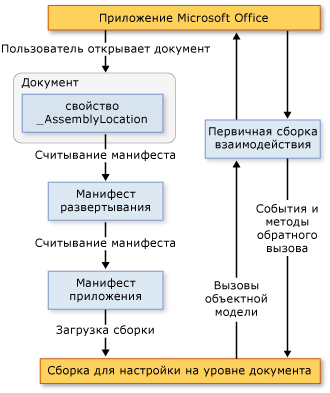 Приложение Microsoft Office
Пользователь открывает документ
Документ
свойство
_AssemblyLocation
Считывание манифеста
Манифест
развертывания
Считывание манифеста
Манифест
приложения
Загрузка сборки
Первичная сборка
взаимодействия
События и
методы
обратного
вызова
Вызовы
объектной
модели
Сборка для настройки на уровне документа